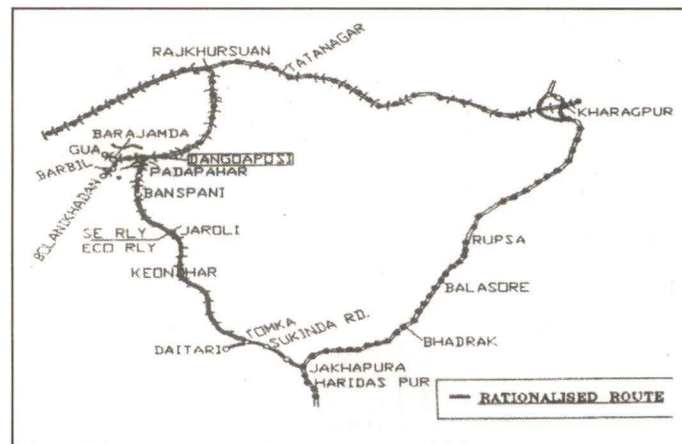 RAJKHURSUAN
TATANAGAR
KHARAGPUR
BARAJAMDA
GUA
DANGOAPOSI
BARBIL
PADAPAHAR
BOLANIKHADAN
BANSPANI
SE RLY
JAROLI
ECO RLY
RUPSA
KEONJHAR
BALASORE
TOMKA
SUKINDA RD.
BHADRAK
DAITARI
JAKHAPURA
HARIDAS PUR
RATIONALISED ROUTE